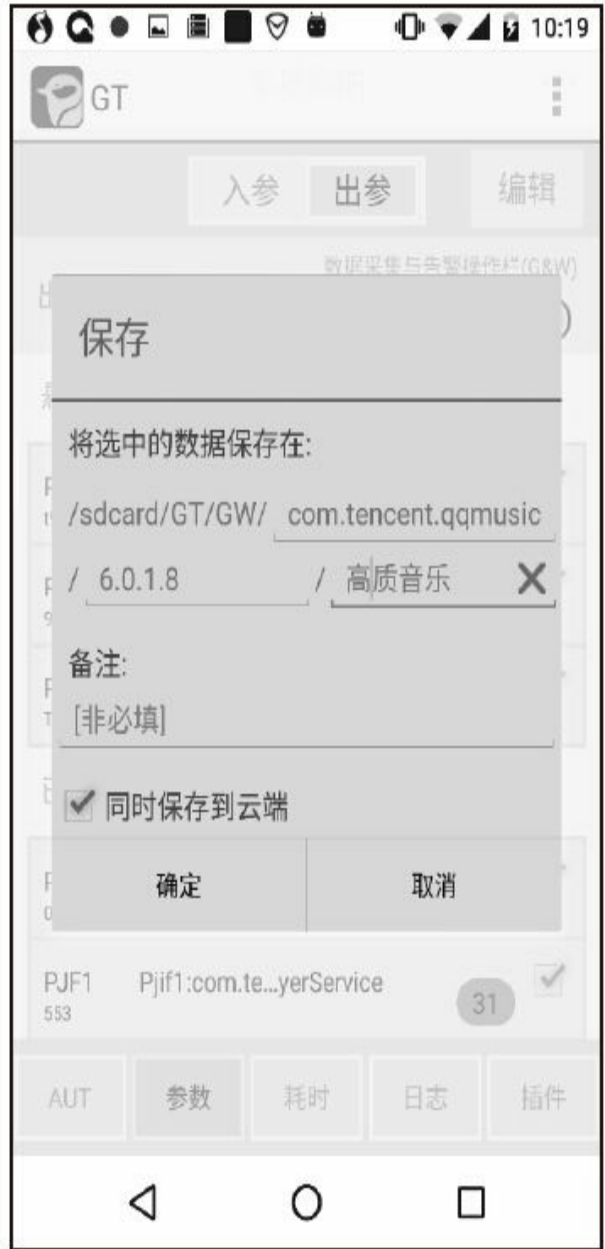 10:19
GT
入参 出参 编辑
数据采集与告警操作栏(G&W)
保存
将选中的数据保存在:
/sdcard/GT/GW/ com.tencent.qqmusic
/ 6.0.1.8 / 高质音乐
备注:
[非必填]
同时保存到云端
确定 取消
PJF1 Pjif1:com.te...yerService 31
553
AUT 参数 耗时 日志 插件